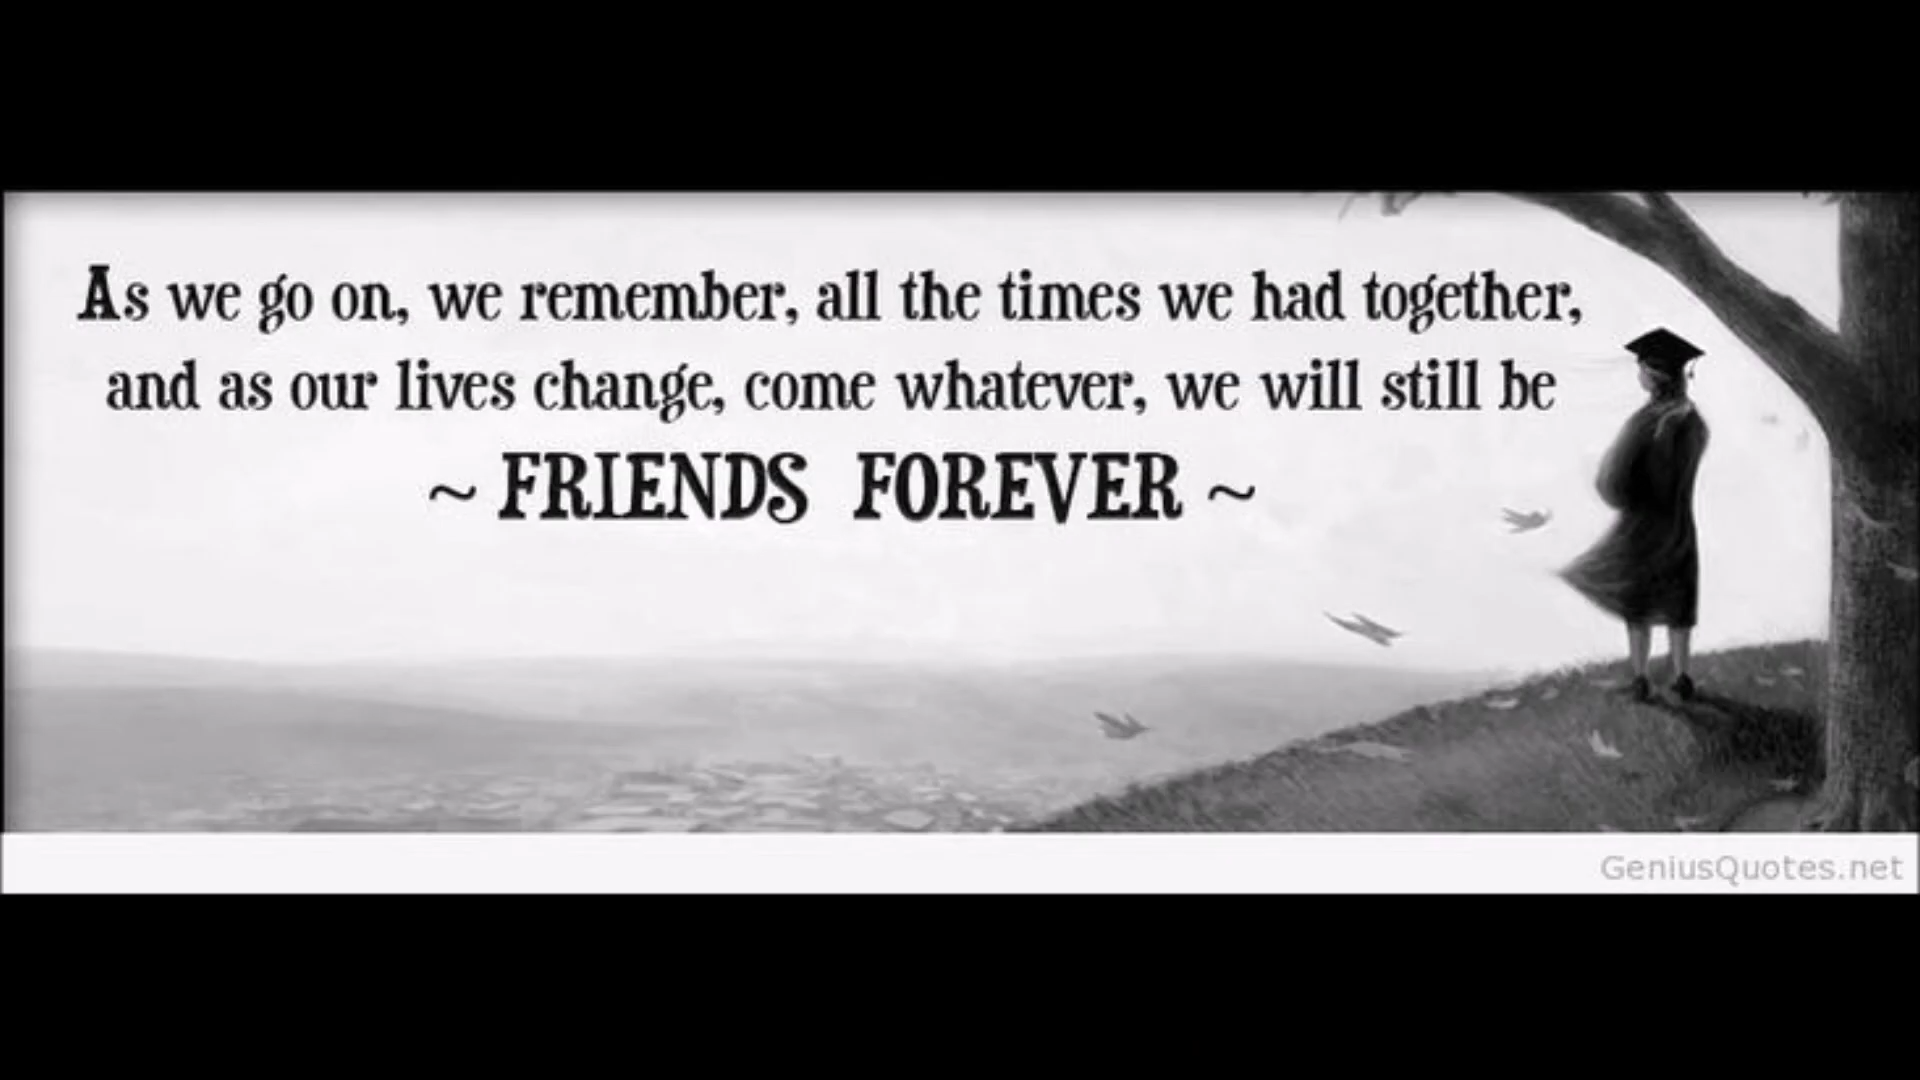 As we go on, we remember, all the times we had together,
and as our lives change, come whatever, we will still be
~ FRIENDS FOREVER ~
GeniusQuotes.net